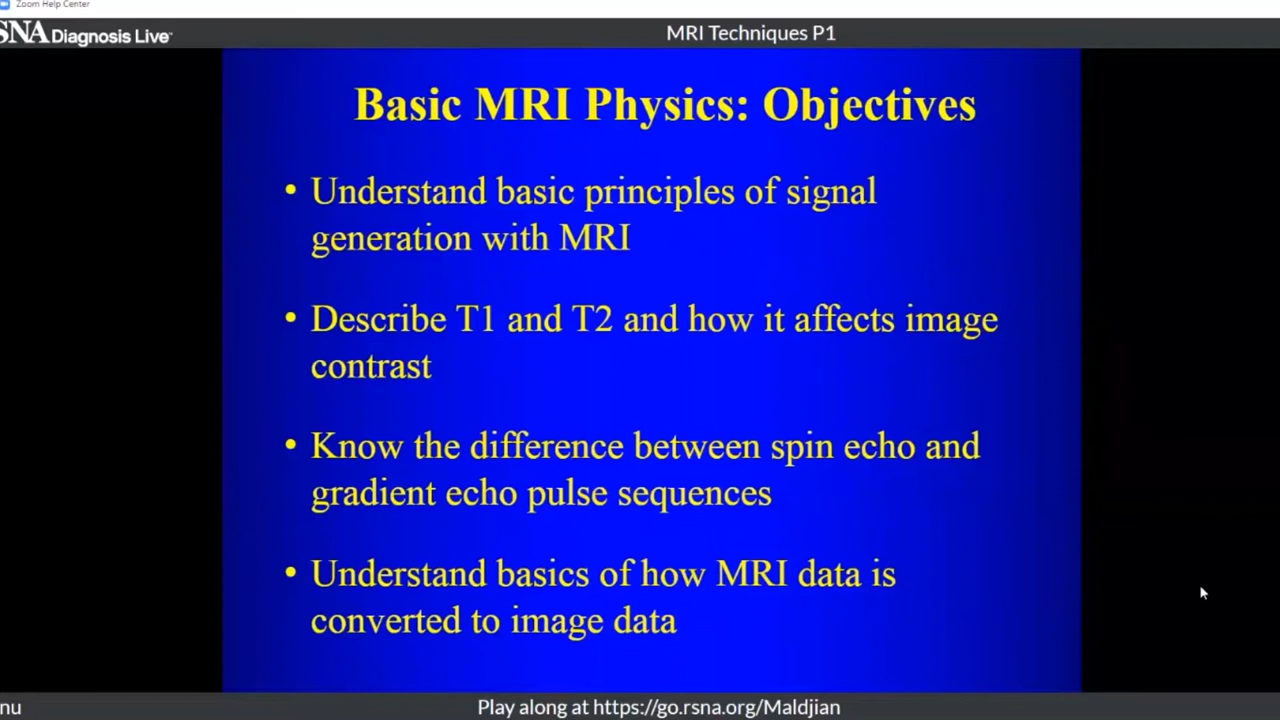 Zoom Help Center
SNA Diagnosis Live™
MRI Techniques P1
Basic MRI Physics: Objectives
• Understand basic principles of signal
generation with MRI
• Describe T1 and T2 and how it affects image
contrast
• Know the difference between spin echo and
gradient echo pulse sequences
• Understand basics of how MRI data is
converted to image data
nu
Play along at https://go.rsna.org/Maldjian